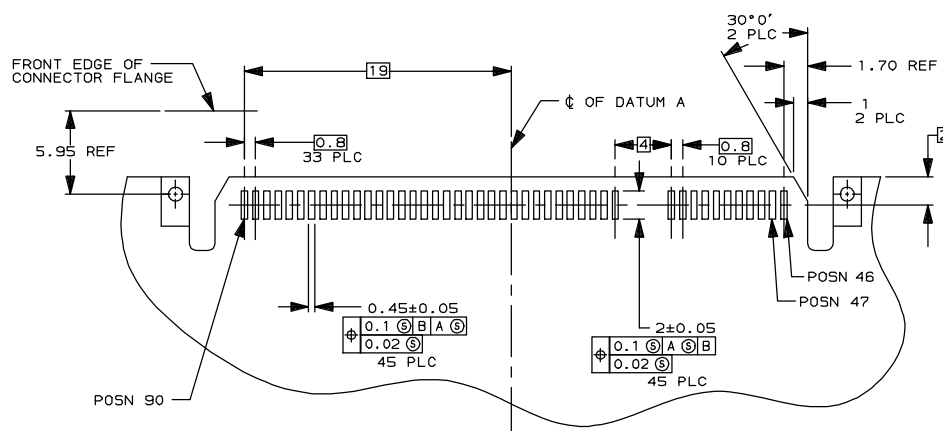 30°0'
2 PLC
FRONT EDGE OF
CONNECTOR FLANGE
19
1.70 REF
℄ OF DATUM A
1
2 PLC
5.95 REF
0.8
33 PLC
4
0.8
10 PLC
POSN 46
POSN 47
0.45±0.05
0.1 Ⓢ B A Ⓢ
0.02 Ⓢ
45 PLC
2±0.05
0.1 Ⓢ A Ⓢ B
0.02 Ⓢ
45 PLC
POSN 90